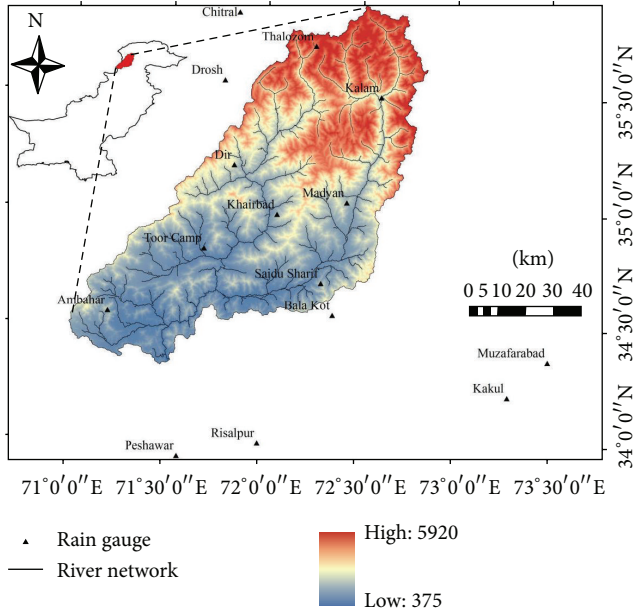 Chitral
N
Thalozom
Drosh
Kalam
35°30′0″N
Dir
Madyan
Khairbad
35°0′0″N
Toor Camp
(km)
Saidu Sharif
0 5 10 20 30 40
Ambahar
Bala Kot
34°30′0″N
Muzafarabad
Kakul
Risalpur
Peshawar
34°0′0″N
71°0′0″E 71°30′0″E 72°0′0″E 72°30′0″E 73°0′0″E 73°30′0″E
Rain gauge
River network
High: 5920
Low: 375